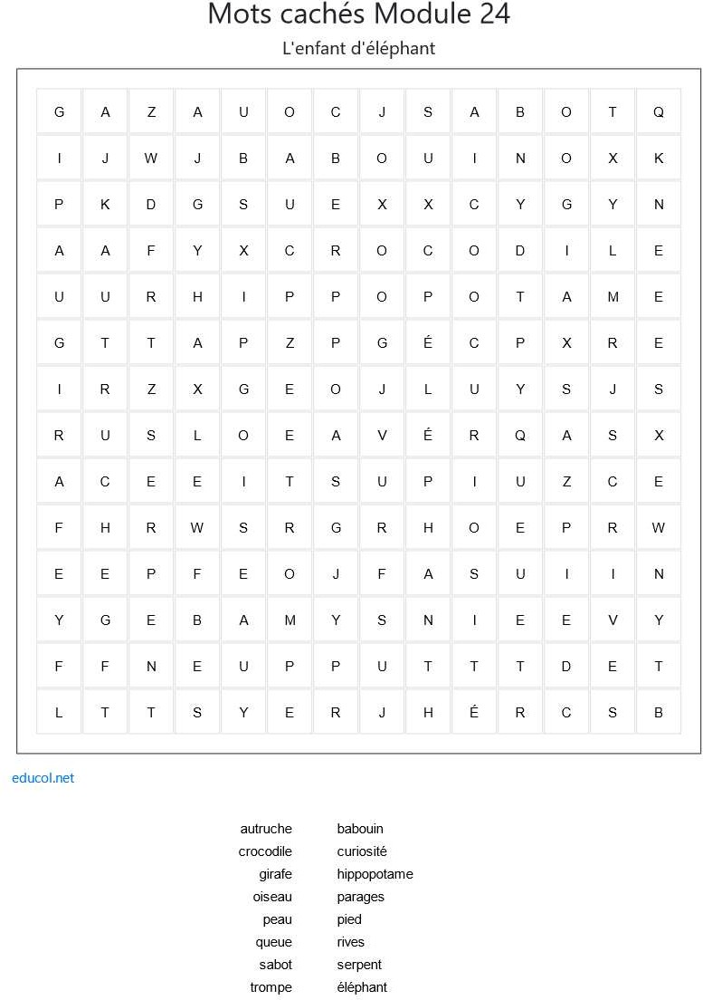 Mots cachés Module 24
L'enfant d'éléphant
G A Z A U O C J S A B O T Q
I J W J B A B O U I N O X K
P K D G S U E X X C Y G Y N
A A F Y X C R O C O D I L E
U U R H I P P O P O T A M E
G T T A P Z P G É C P X R E
I R Z X G E O J L U Y S J S
R U S L O E A V É R Q A S X
A C E E I T S U P I U Z C E
F H R W S R G R H O E P R W
E E P F E O J F A S U I I N
Y G E B A M Y S N I E E V Y
F F N E U P P U T T T D E T
L T T S Y E R J H É R C S B
educol.net
autruche babouin
crocodile curiosité
girafe hippopotame
oiseau parages
peau pied
queue rives
sabot serpent
trompe éléphant